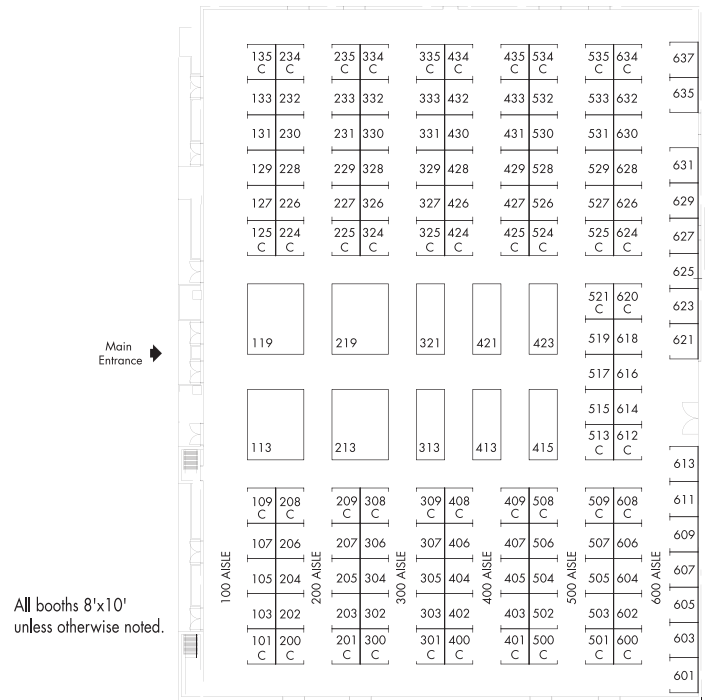 135 234 235 334 335 434 435 534 535 634 637
C C C C C C C C C C
133 232 233 332 333 432 433 532 533 632 635
131 230 231 330 331 430 431 530 531 630
129 228 229 328 329 428 429 528 529 628 631
127 226 227 326 327 426 427 526 527 626 629
125 224 225 324 325 424 425 524 525 624 627
C C C C C C C C C C
625
521 620 623
C C
119 219 321 421 423 519 618 621
Main
Entrance
517 616
515 614
113 213 313 413 415 513 612
C C
613
109 208 209 308 309 408 409 508 509 608 611
C C C C C C C C C C
107 206 207 306 307 406 407 506 507 606 609
105 204 205 304 305 404 405 504 505 604 607
100 AISLE 200 AISLE 300 AISLE 400 AISLE 500 AISLE 600 AISLE
103 202 203 302 303 402 403 502 503 602 605
101 200 201 300 301 400 401 500 501 600 603
C C C C C C C C C C
601
All booths 8'x10'
unless otherwise noted.